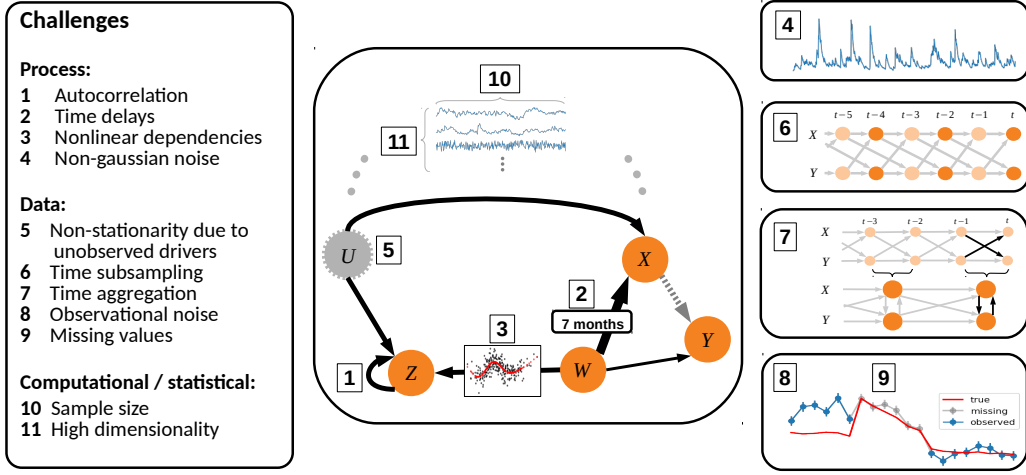 Challenges
Process:
1 Autocorrelation
2 Time delays
3 Nonlinear dependencies
4 Non-gaussian noise
Data:
5 Non-stationarity due to
unobserved drivers
6 Time subsampling
7 Time aggregation
8 Observational noise
9 Missing values
Computational / statistical:
10 Sample size
11 High dimensionality
10
11
U
5
X
2
7 months
3
Y
1
Z
W
4
6
t−5 t−4 t−3 t−2 t−1 t
X
Y
7
t−3 t−2 t−1 t
X
Y
X
Y
8
9
true
missing
observed